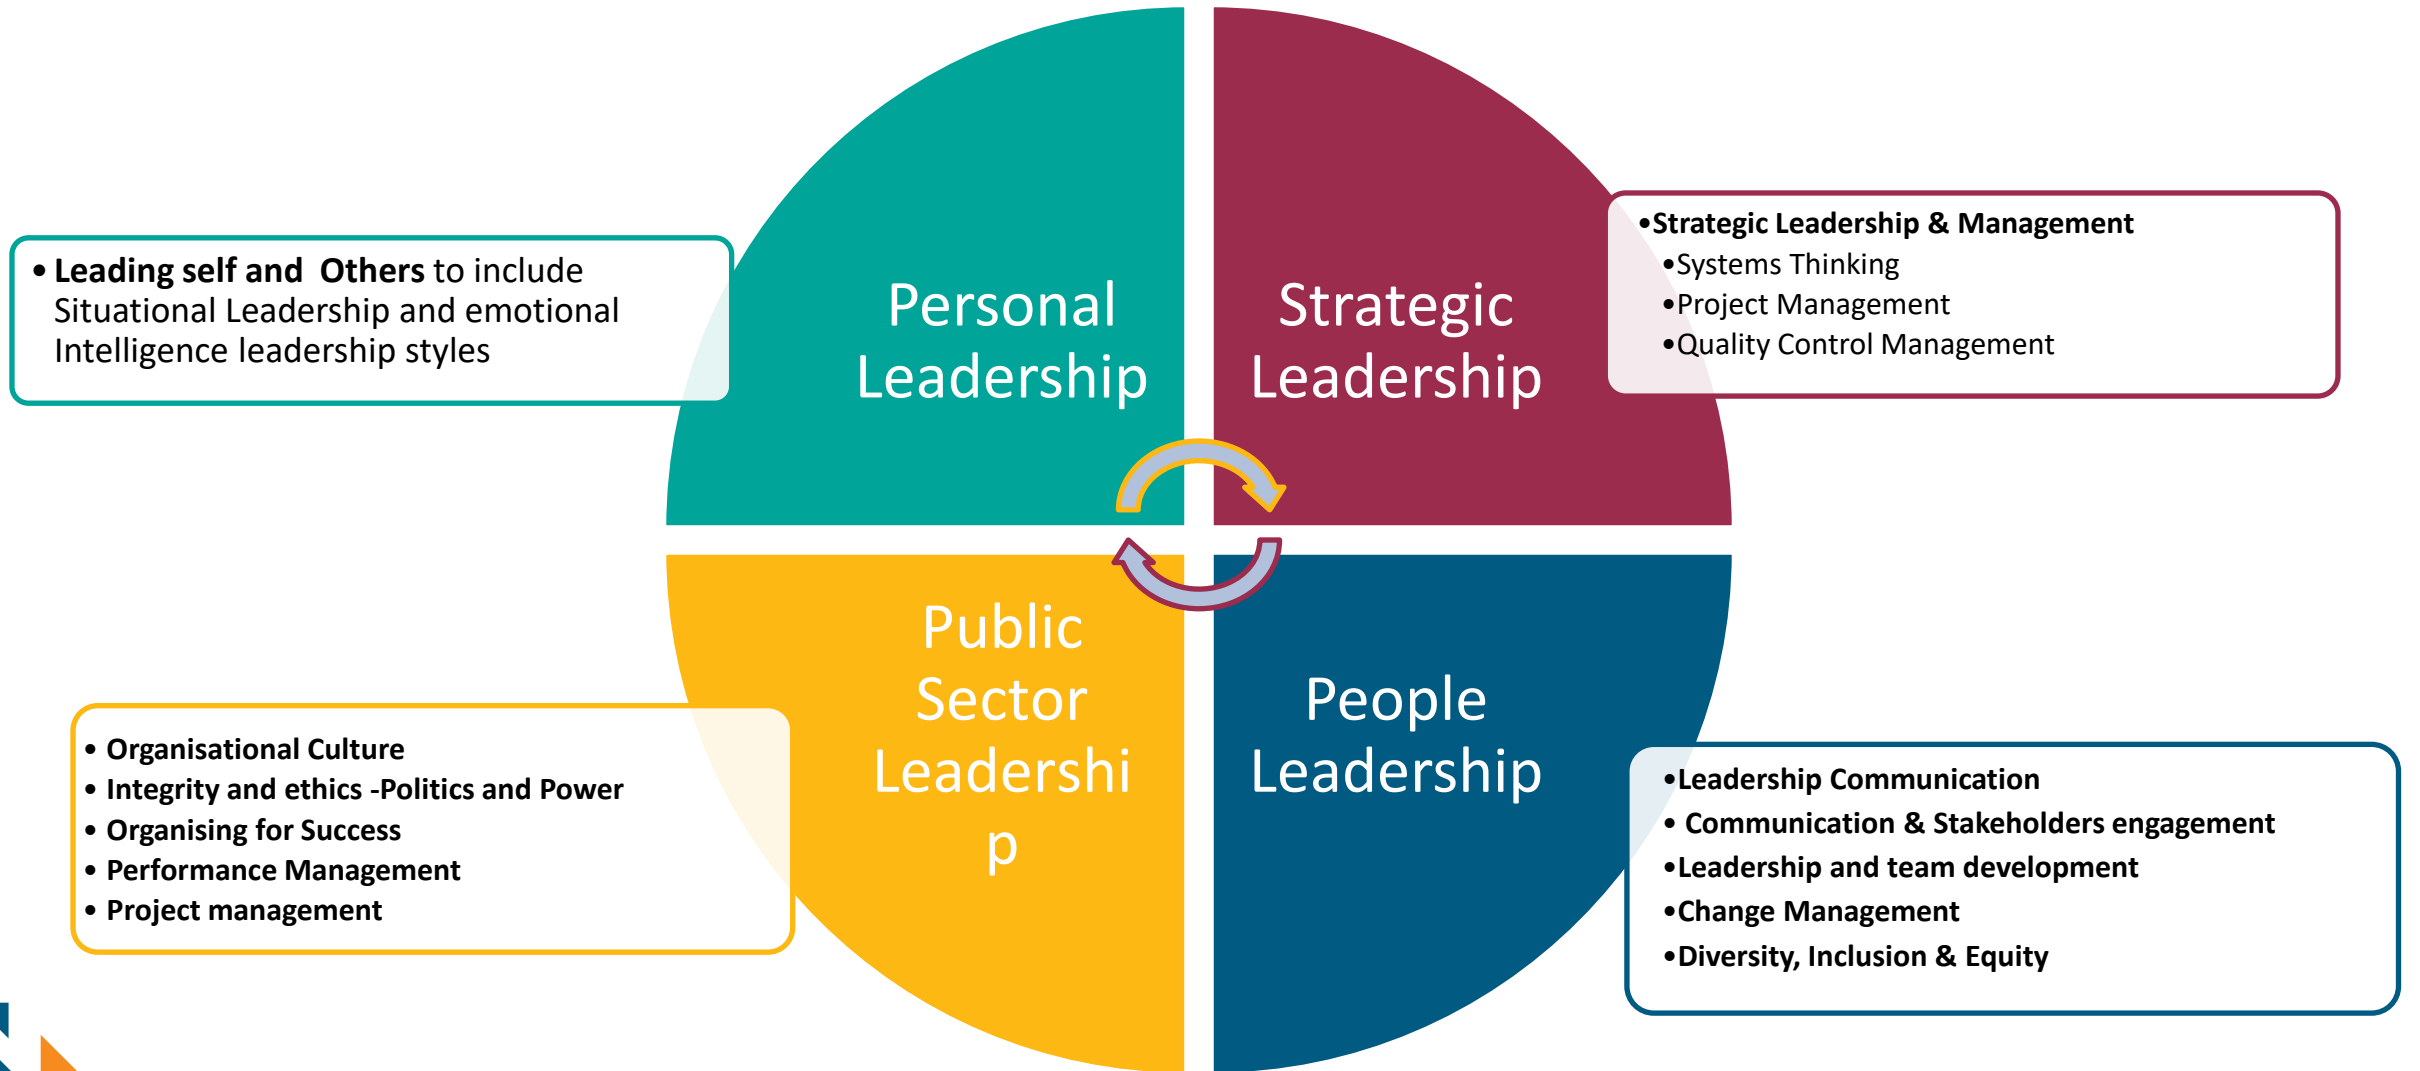 • Leading self and  Others to include
Situational Leadership and emotional
Intelligence leadership styles
Personal
Leadership
Strategic
Leadership
•Strategic Leadership & Management
•Systems Thinking
•Project Management
•Quality Control Management
• Organisational Culture
• Integrity and ethics -Politics and Power
• Organising for Success
• Performance Management
• Project management
Public
Sector
Leadershi
p
People
Leadership
•Leadership Communication
• Communication & Stakeholders engagement
•Leadership and team development
•Change Management
•Diversity, Inclusion & Equity